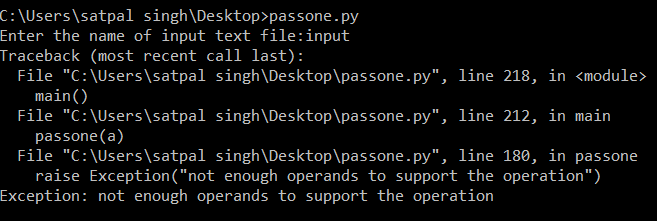 C:\Users\satpal singh\Desktop>passone.py
Enter the name of input text file:input
Traceback (most recent call last):
  File "C:\Users\satpal singh\Desktop\passone.py", line 218, in <module>
    main()
  File "C:\Users\satpal singh\Desktop\passone.py", line 212, in main
    passone(a)
  File "C:\Users\satpal singh\Desktop\passone.py", line 180, in passone
    raise Exception("not enough operands to support the operation")
Exception: not enough operands to support the operation